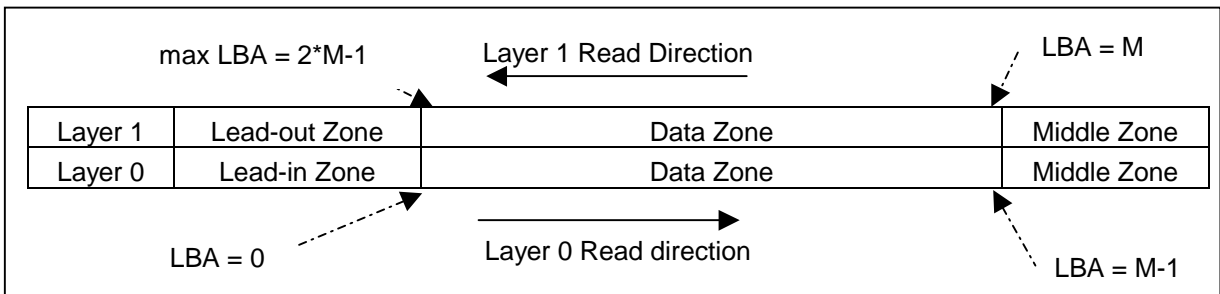 max LBA = 2*M-1
Layer 1 Read Direction
LBA = M
Layer 1 Lead-out Zone Data Zone Middle Zone
Layer 0 Lead-in Zone Data Zone Middle Zone
LBA = 0
Layer 0 Read direction
LBA = M-1